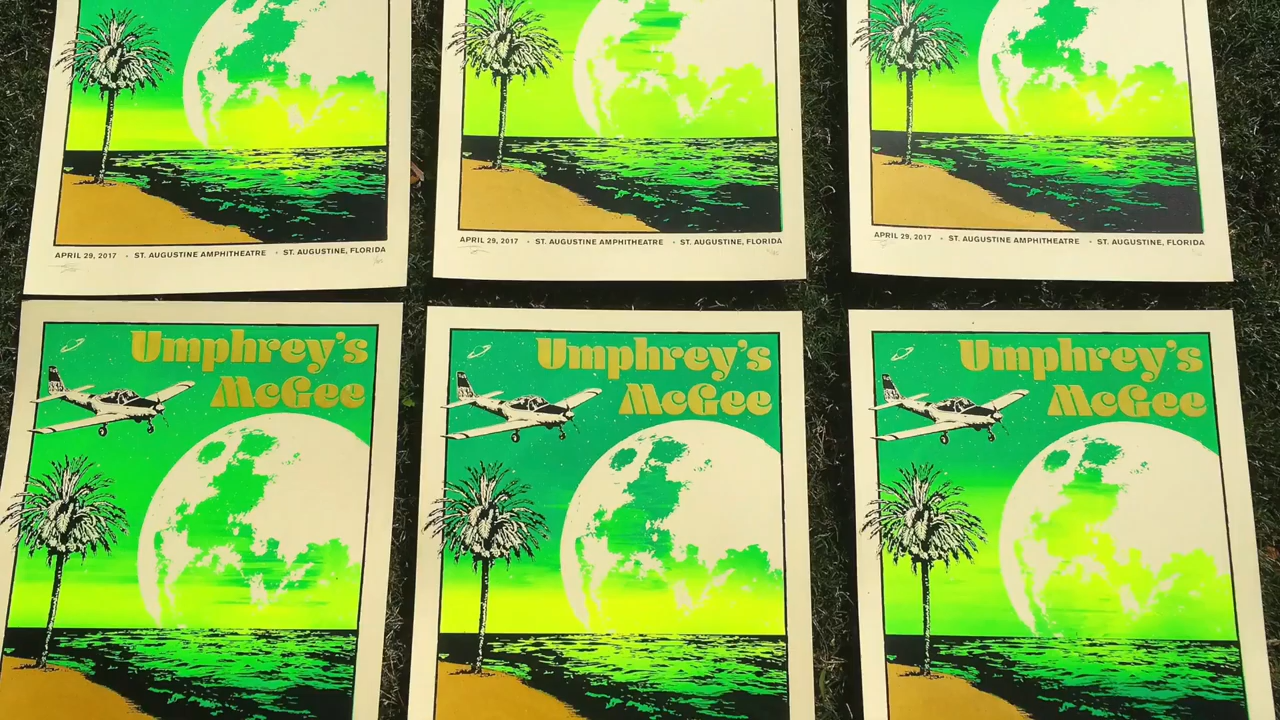 APRIL 29, 2017 • ST. AUGUSTINE AMPHITHEATRE • ST. AUGUSTINE, FLORIDA
APRIL 29, 2017 • ST. AUGUSTINE AMPHITHEATRE • ST. AUGUSTINE, FLORIDA
APRIL 29, 2017 • ST. AUGUSTINE AMPHITHEATRE • ST. AUGUSTINE, FLORIDA
Umphrey's
McGee
Umphrey's
McGee
Umphrey's
McGee